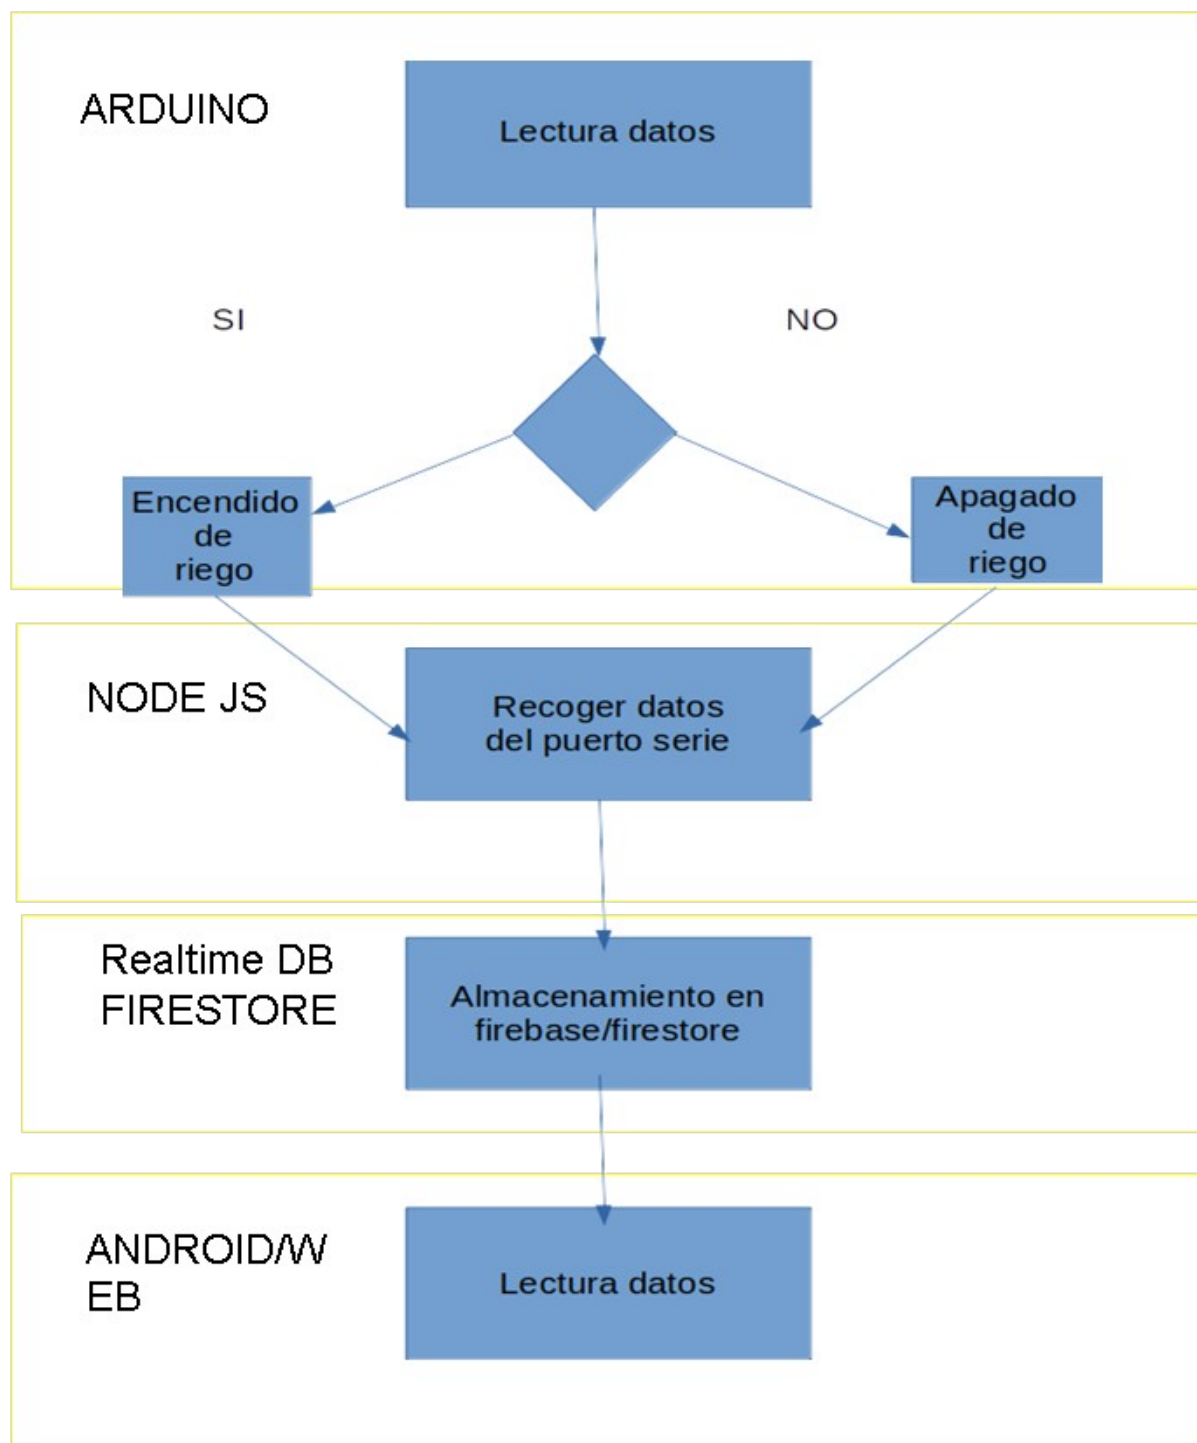 ARDUINO
Lectura datos
SI
NO
Encendido
de
riego
Apagado
de
riego
NODE JS
Recoger datos
del puerto serie
Realtime DB
FIRESTORE
Almacenamiento en
firebase/firestore
ANDROID/W
EB
Lectura datos